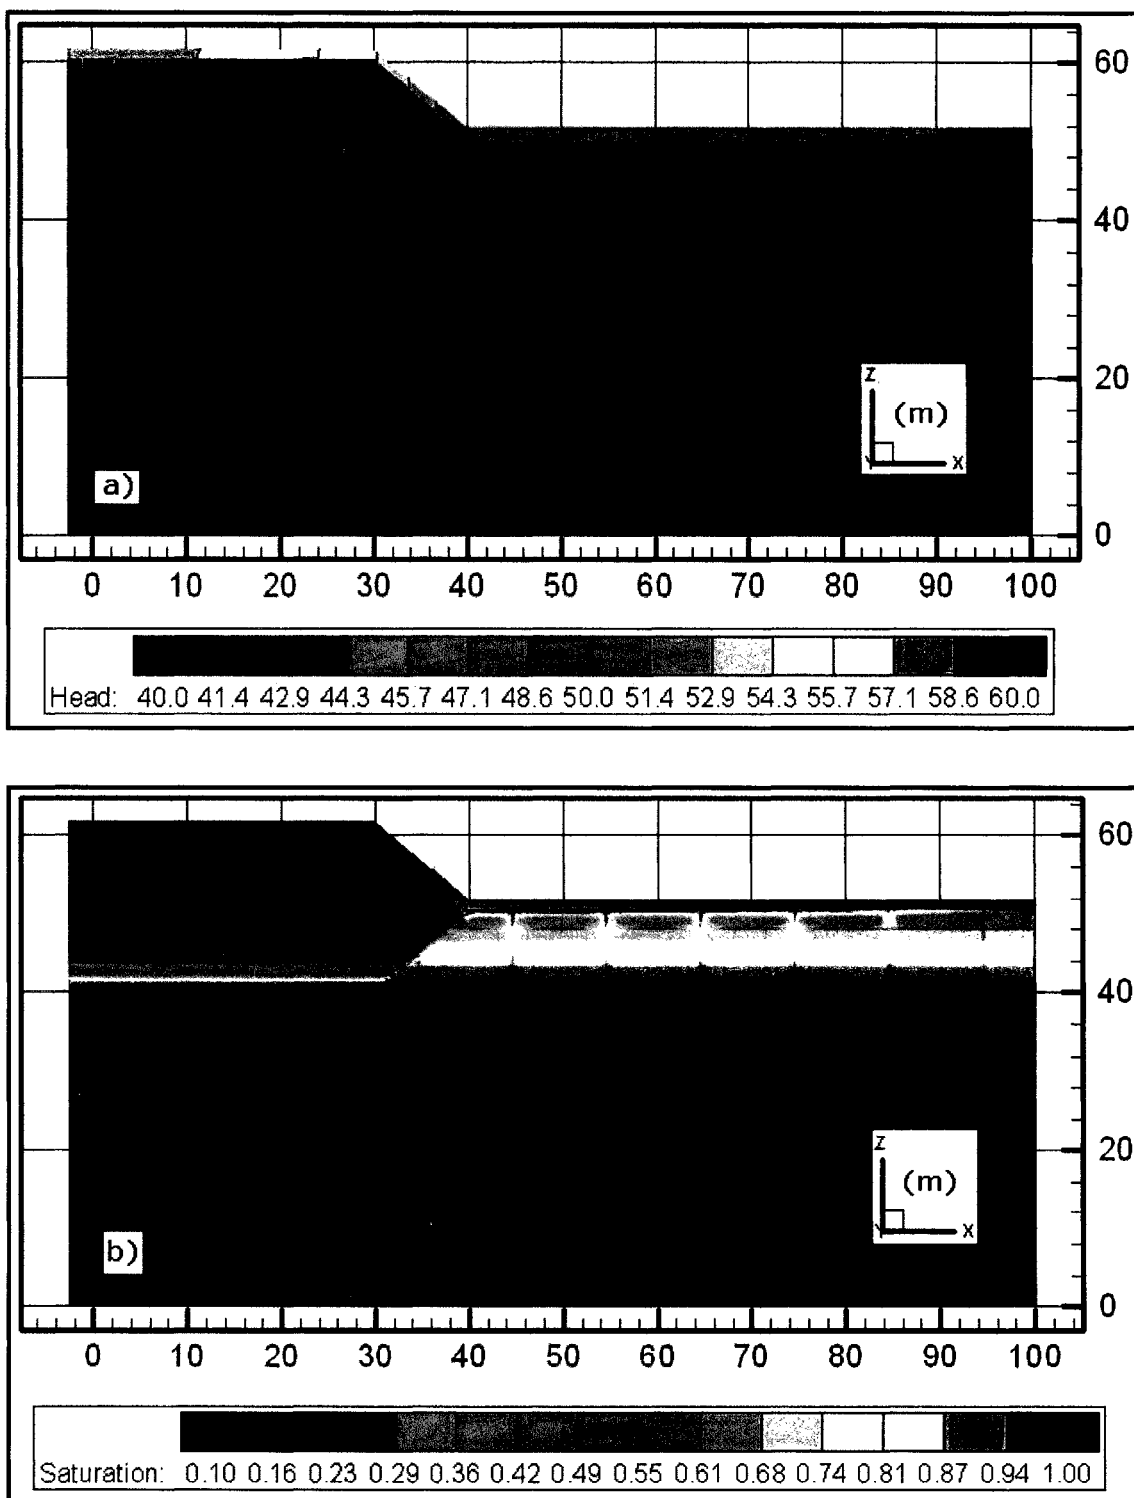 60
40
Z
(m)
20
Y X
a)
0
0 10 20 30 40 50 60 70 80 90 100
Head: 40.0 41.4 42.9 44.3 45.7 47.1 48.6 50.0 51.4 52.9 54.3 55.7 57.1 58.6 60.0
60
40
Z
20
(m)
Y X
b)
0
0 10 20 30 40 50 60 70 80 90 100
Saturation: 0.10 0.16 0.23 0.29 0.36 0.42 0.49 0.55 0.61 0.68 0.74 0.81 0.87 0.94 1.00